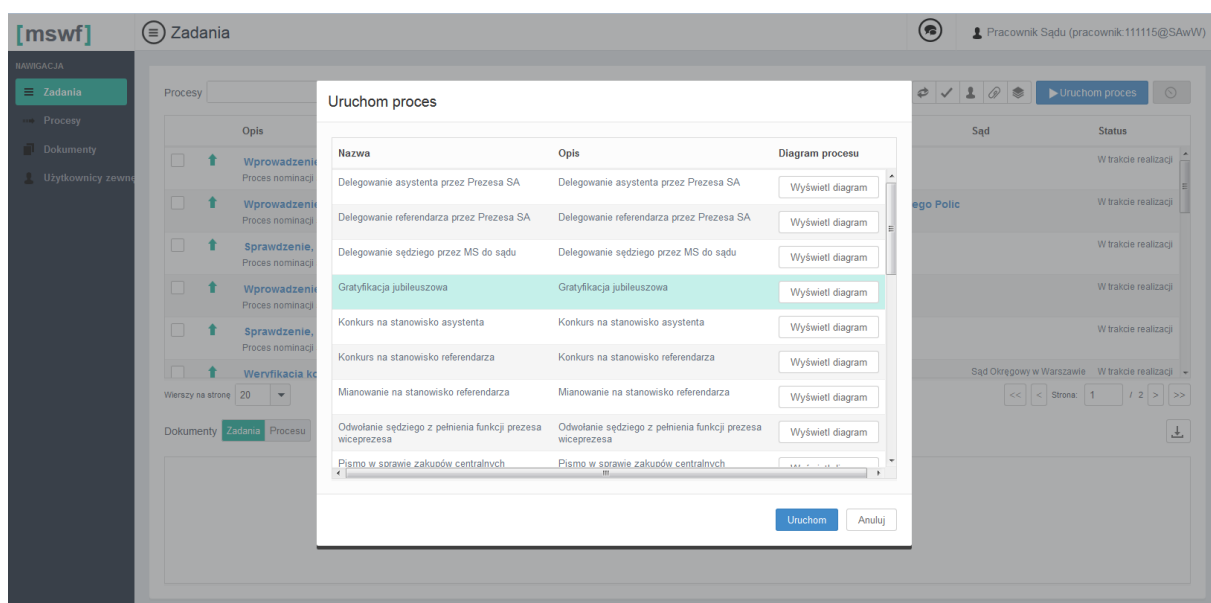 [mswf]
Zadania
Pracownik Sądu (pracownik.111115@SAwW)
NAWIGACJA
Zadania
Procesy
Dokumenty
Użytkownicy zewnę
Procesy
Uruchom proces
Opis
Sąd
Status
Wprowadzenie
Proces nominacji
W trakcie realizacji
Wprowadzenie
Proces nominacji
ego Polic
W trakcie realizacji
Sprawdzenie,
Proces nominacji
W trakcie realizacji
Wprowadzenie
Proces nominacji
W trakcie realizacji
Sprawdzenie,
Proces nominacji
W trakcie realizacji
Weryfikacja ko
Sąd Okręgowy w Warszawie
W trakcie realizacji
Wierszy na stronę 20
<< < Strona: 1 / 2 > >>
Dokumenty Zadania Procesu
Uruchom proces
Nazwa Opis Diagram procesu
Delegowanie asystenta przez Prezesa SA Delegowanie asystenta przez Prezesa SA Wyświetl diagram
Delegowanie referendarza przez Prezesa SA Delegowanie referendarza przez Prezesa SA Wyświetl diagram
Delegowanie sędziego przez MS do sądu Delegowanie sędziego przez MS do sądu Wyświetl diagram
Gratyfikacja jubileuszowa Gratyfikacja jubileuszowa Wyświetl diagram
Konkurs na stanowisko asystenta Konkurs na stanowisko asystenta Wyświetl diagram
Konkurs na stanowisko referendarza Konkurs na stanowisko referendarza Wyświetl diagram
Mianowanie na stanowisko referendarza Mianowanie na stanowisko referendarza Wyświetl diagram
Odwołanie sędziego z pełnienia funkcji prezesa Odwołanie sędziego z pełnienia funkcji prezesa Wyświetl diagram
wiceprezesa wiceprezesa
Pismo w sprawie zakupów centralnych Pismo w sprawie zakupów centralnych
Uruchom Anuluj